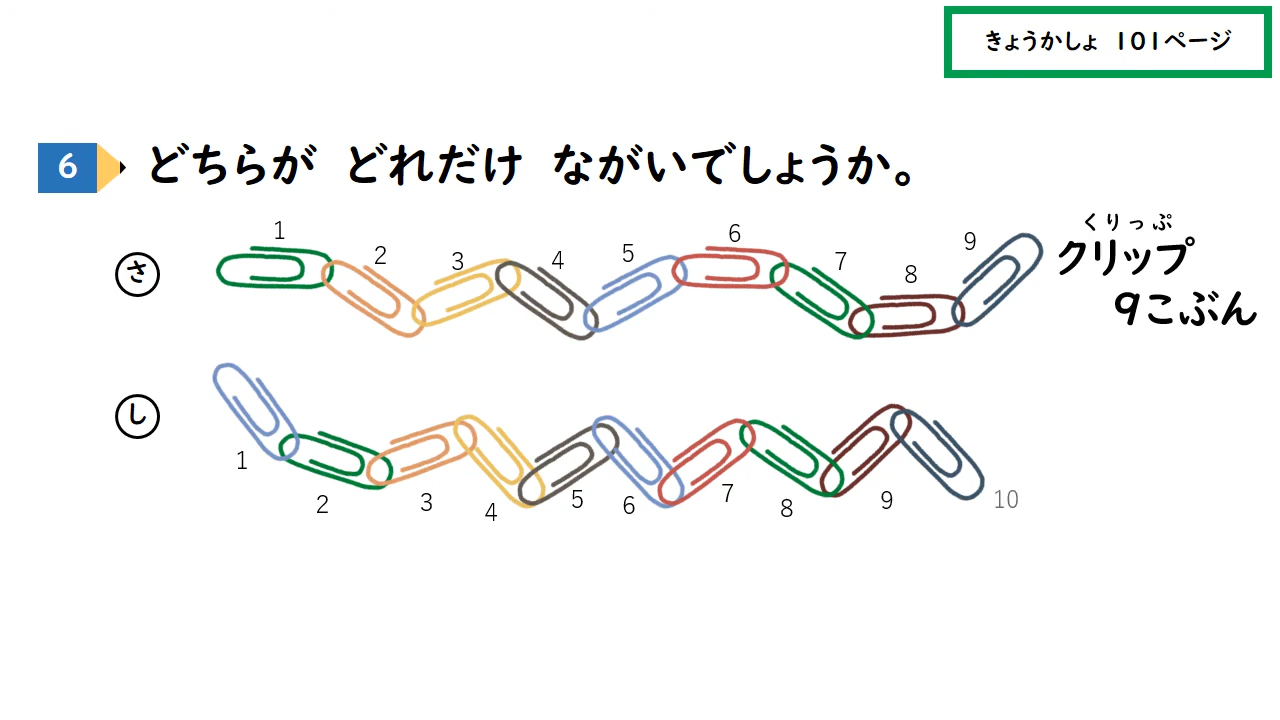 きょうかしょ 101ページ
6 どちらが どれだけ ながいでしょうか。
さ
1 2 3 4 5 6 7 8 9
くりっぷ
クリップ
9こぶん
し
1 2 3 4 5 6 7 8 9 10